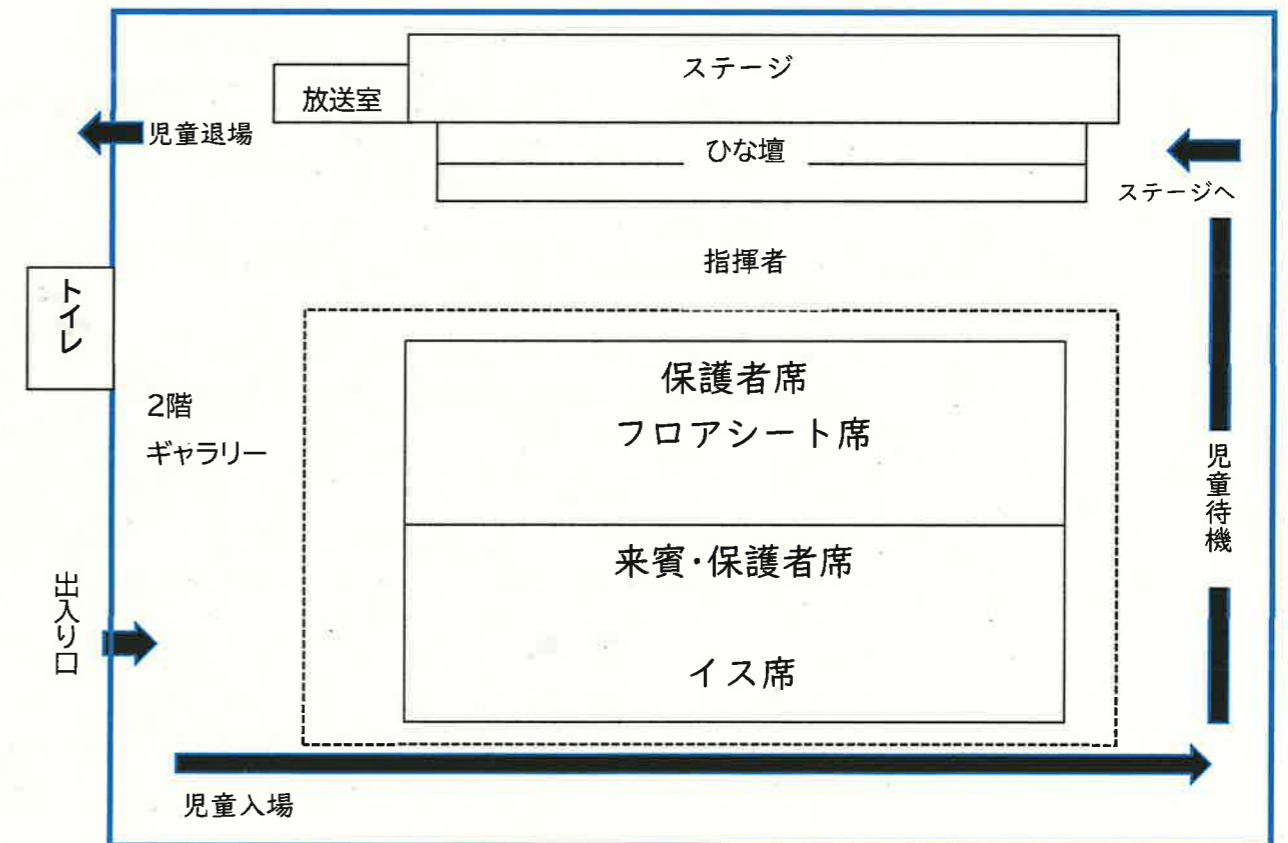 ステージ
放送室
児童退場
ひな壇
ステージへ
指揮者
トイレ
保護者席
フロアシート席
2階
ギャラリー
児童待機
来賓・保護者席
出入り口
イス席
児童入場